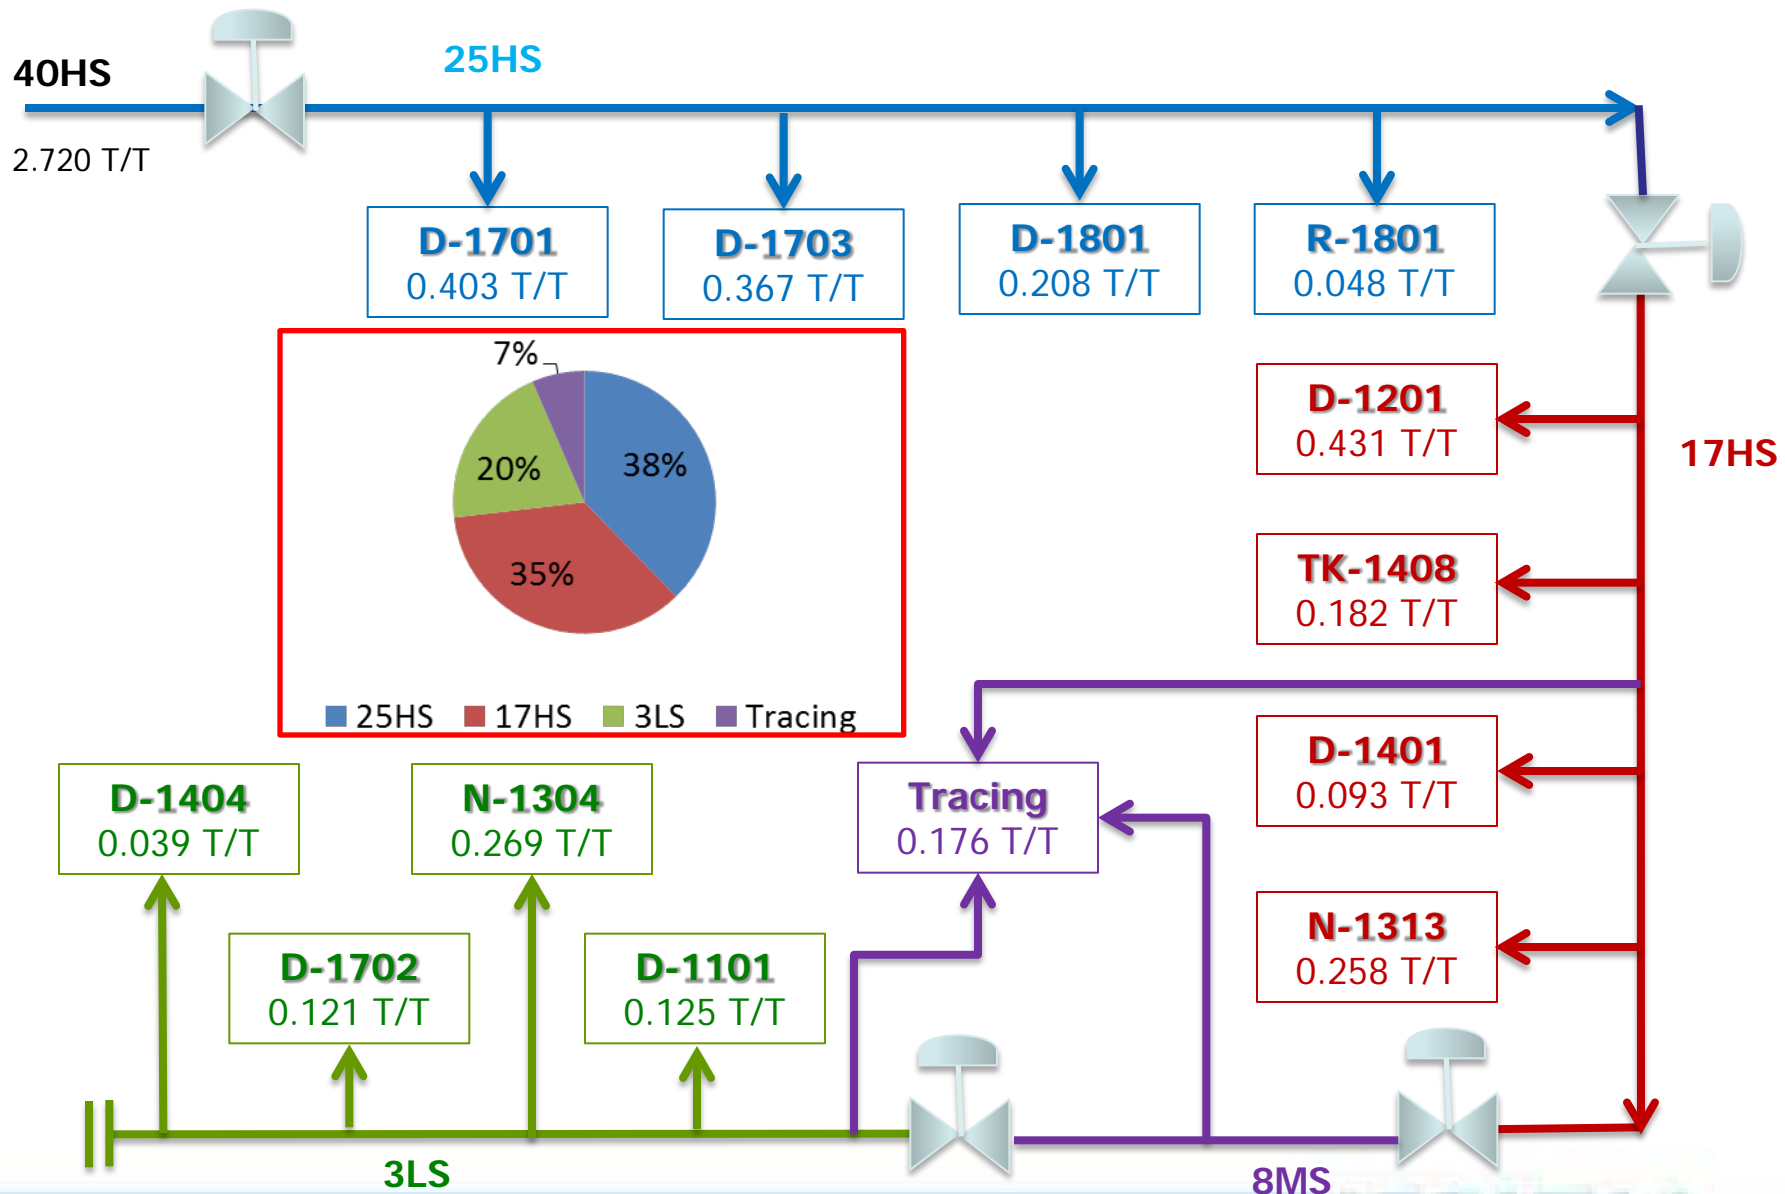 40HS
25HS
2.720 T/T
D-1701
0.403 T/T
D-1703
0.367 T/T
D-1801
0.208 T/T
R-1801
0.048 T/T
7%
38%
20%
35%
25HS 17HS 3LS Tracing
D-1201
0.431 T/T
17HS
TK-1408
0.182 T/T
D-1401
0.093 T/T
N-1313
0.258 T/T
D-1404
0.039 T/T
N-1304
0.269 T/T
Tracing
0.176 T/T
D-1702
0.121 T/T
D-1101
0.125 T/T
3LS
8MS